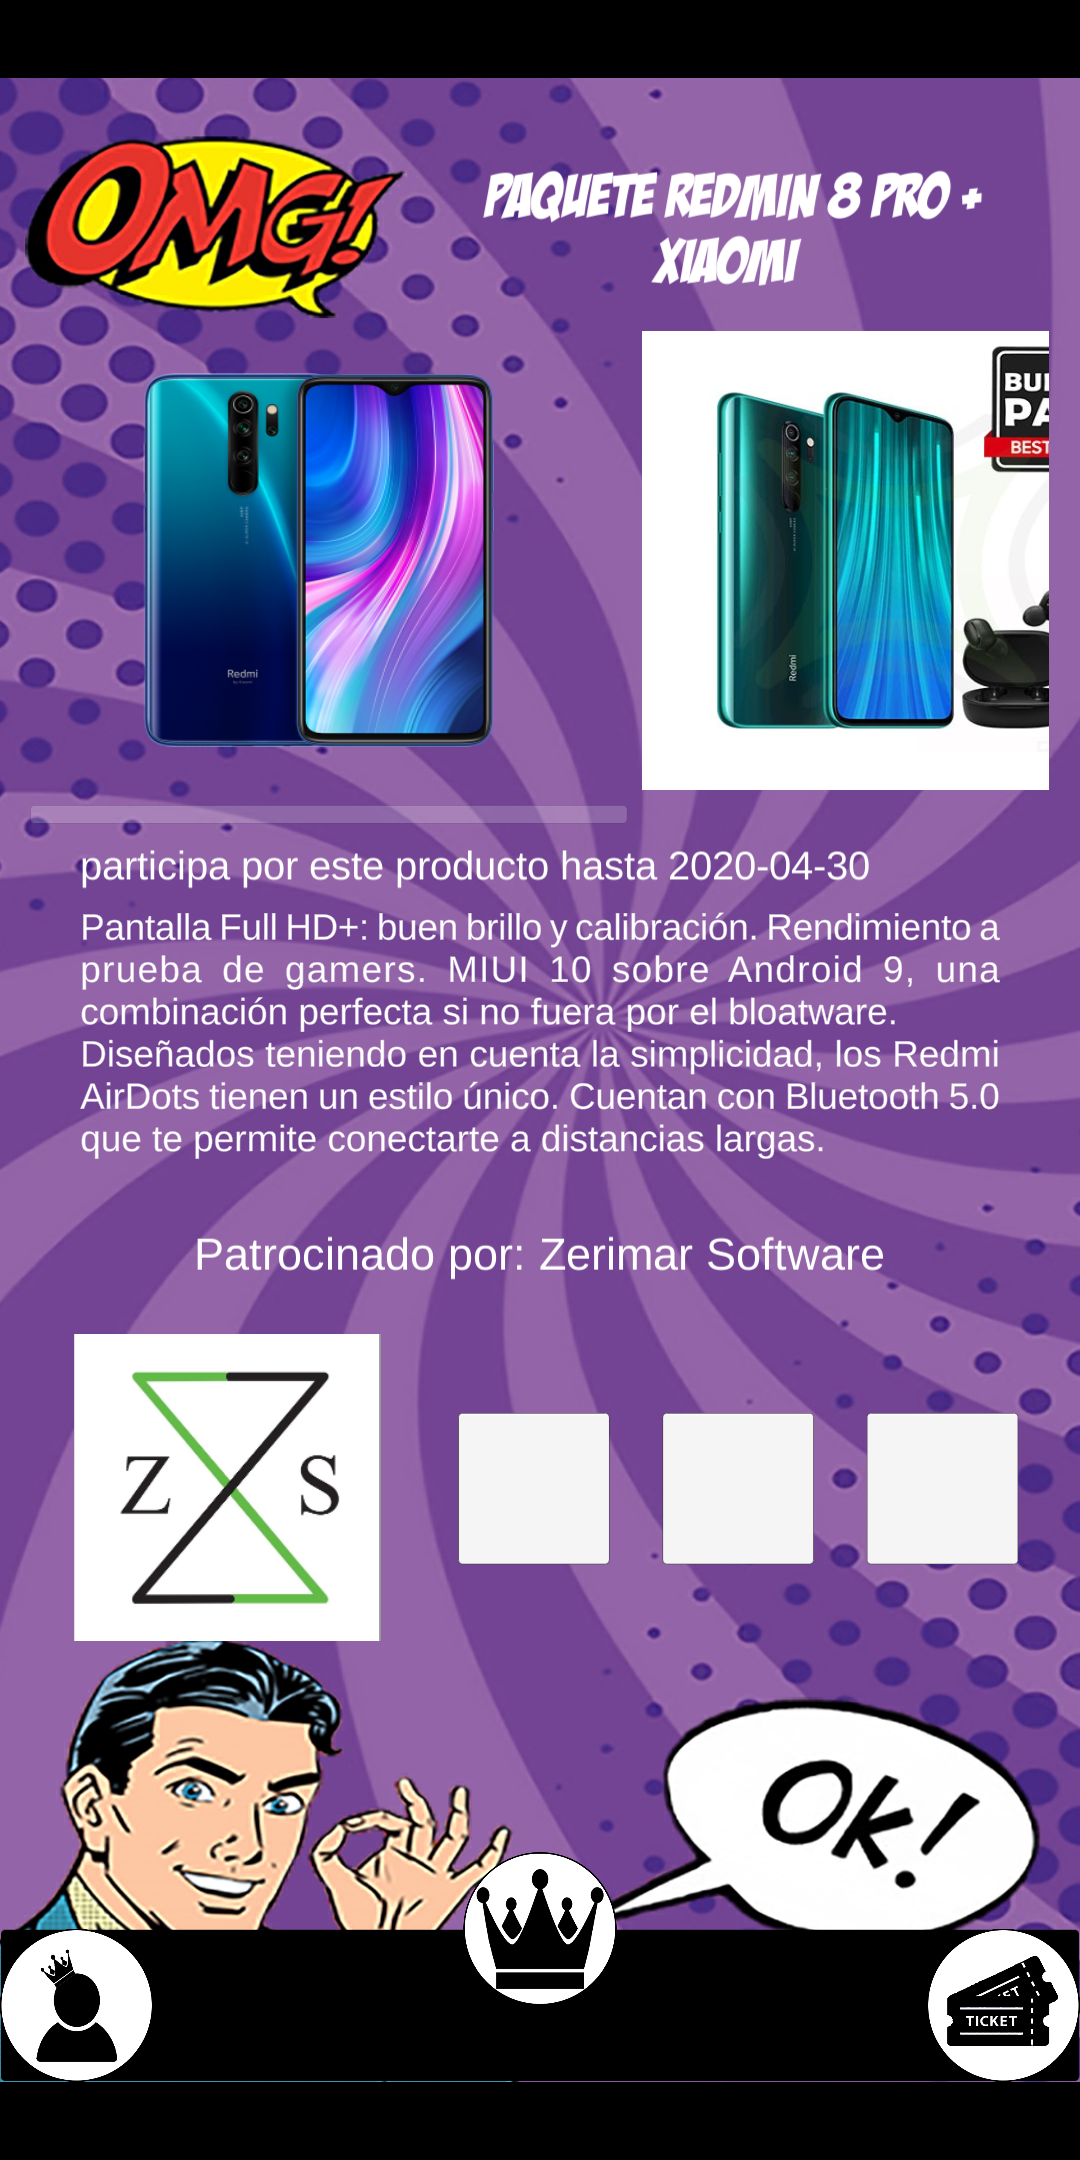 OMG!
PAQUETE REDMIN 8 PRO +
XIAOMI
BEST
Redmi
Redmi
participa por este producto hasta 2020-04-30
Pantalla Full HD+: buen brillo y calibración. Rendimiento a
prueba de gamers. MIUI 10 sobre Android 9, una
combinación perfecta si no fuera por el bloatware.
Diseñados teniendo en cuenta la simplicidad, los Redmi
AirDots tienen un estilo único. Cuentan con Bluetooth 5.0
que te permite conectarte a distancias largas.
Patrocinado por: Zerimar Software
Z S
Ok!
TICKET